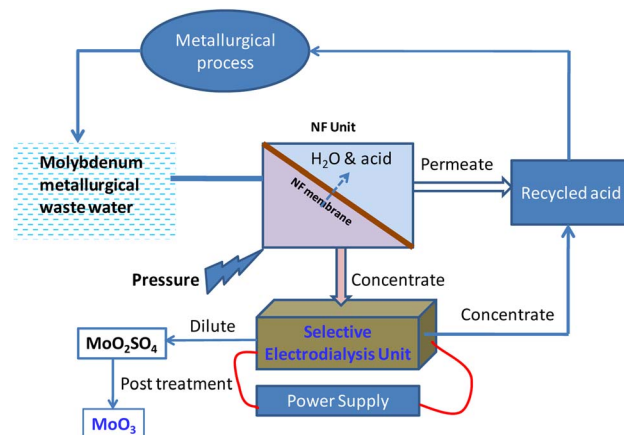 Metallurgical
process
NF Unit
H₂O & acid
NF membrane
Permeate
Molybdenum
metallurgical
waste water
Recycled acid
Pressure
Concentrate
Concentrate
Selective
Electrodialysis Unit
Dilute
MoO₂SO₄
Post treatment
Power Supply
MoO₃